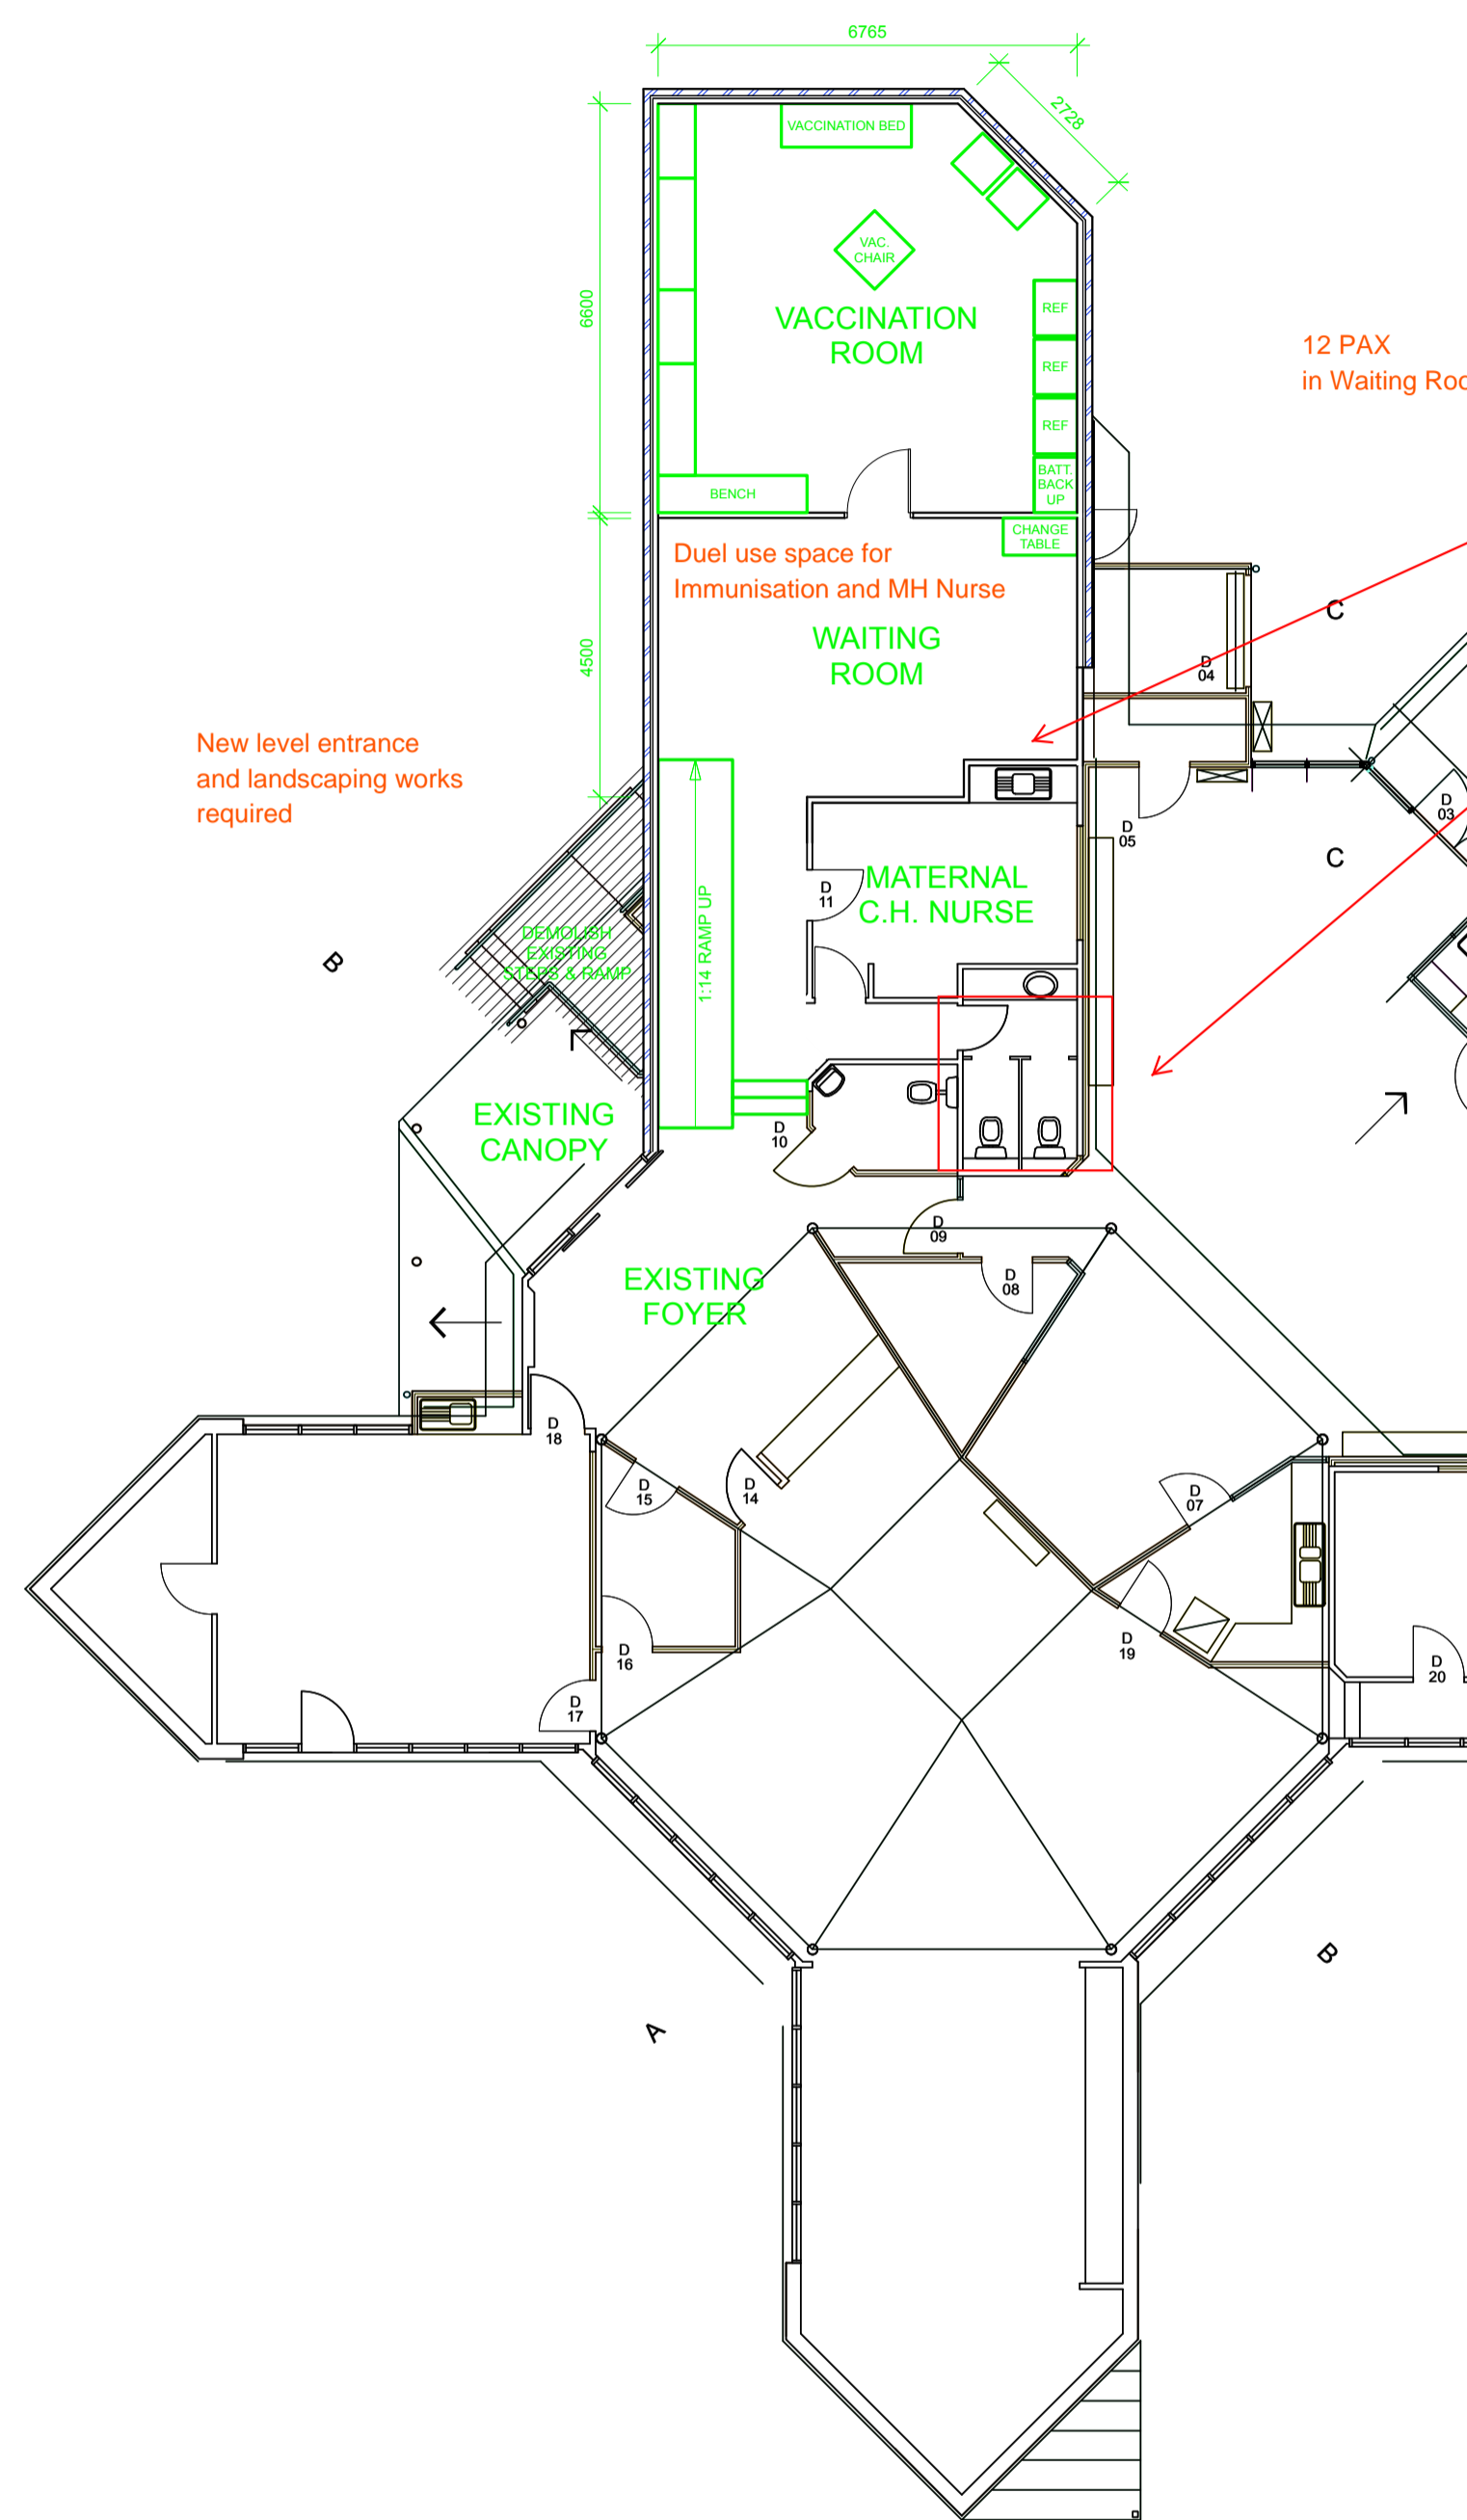 6765
2728
VACCINATION BED
VAC.
CHAIR
6600
VACCINATION
ROOM
REF
REF
REF
BATT.
BACK
UP
BENCH
12 PAX
in Waiting
CHANGE
TABLE
Duel use space for
Immunisation and MH Nurse
WAITING
ROOM
4500
C
D
04
New level entrance
and landscaping works
required
D
03
D
05
C
MATERNAL
C.H. NURSE
D
11
1:14 RAMP UP
DEMOLISH
EXISTING
STEPS & RAMP
B
EXISTING
CANOPY
D
10
D
09
EXISTING
FOYER
D
08
D
18
D
15
D
14
D
07
D
16
D
19
D
20
D
17
B
A